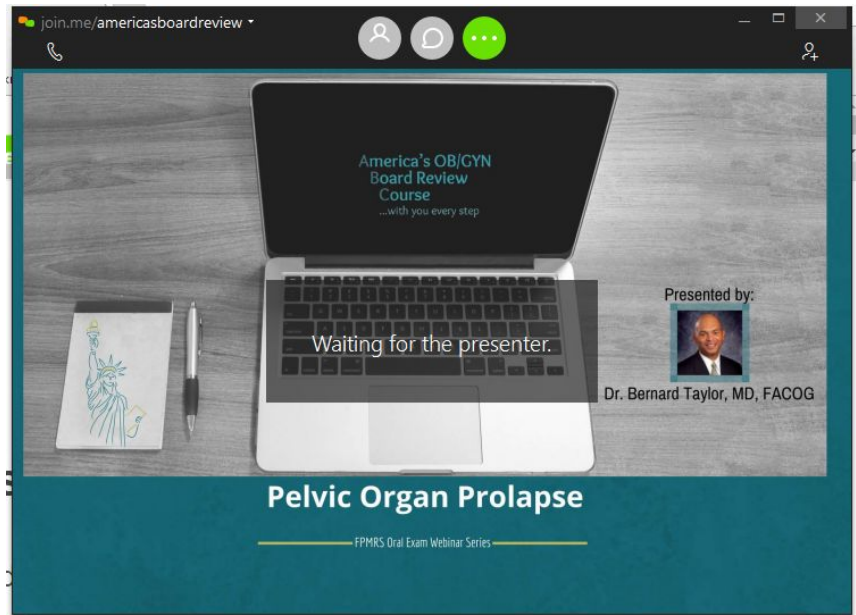 join.me/americasboardreview
America's OB/GYN
Board Review
Course
...with you every step
Presented by:
Waiting for the presenter.
Dr. Bernard Taylor, MD, FACOG
Pelvic Organ Prolapse
FPMRS Oral Exam Webinar Series